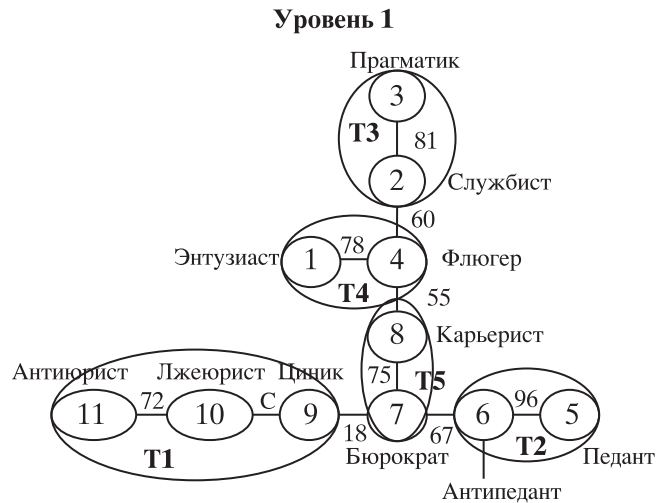 Уровень 1
Прагматик
3
Т3
81
2
Службист
60
Энтузиаст
1
78
4
Флюгер
Т4
55
8
Карьерист
75
Т5
Антиюрист
Лжеюрист
Циник
11
72
10
С
9
18
7
67
6
96
5
Т1
Бюрократ
Т2
Педант
Антипедант